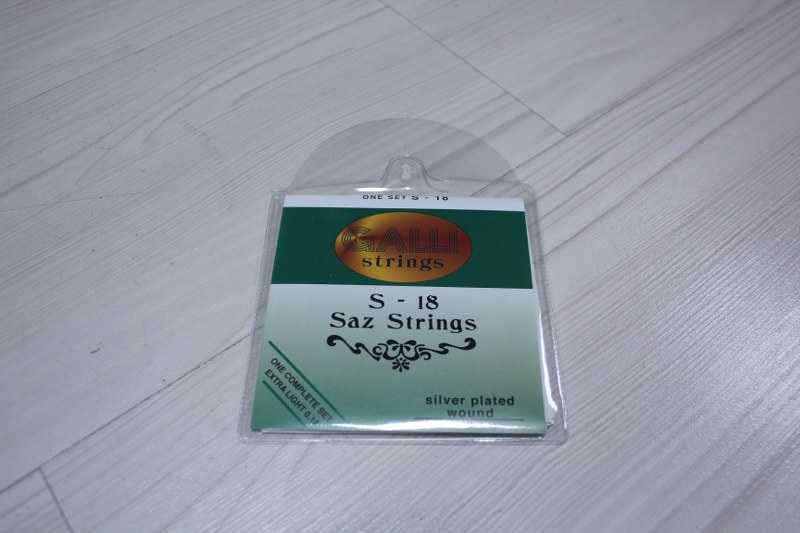 ONE SET S - 18
GALLI
strings
S - 18
Saz Strings
ONE COMPLETE SET
EXTRA LIGHT
silver plated
wound